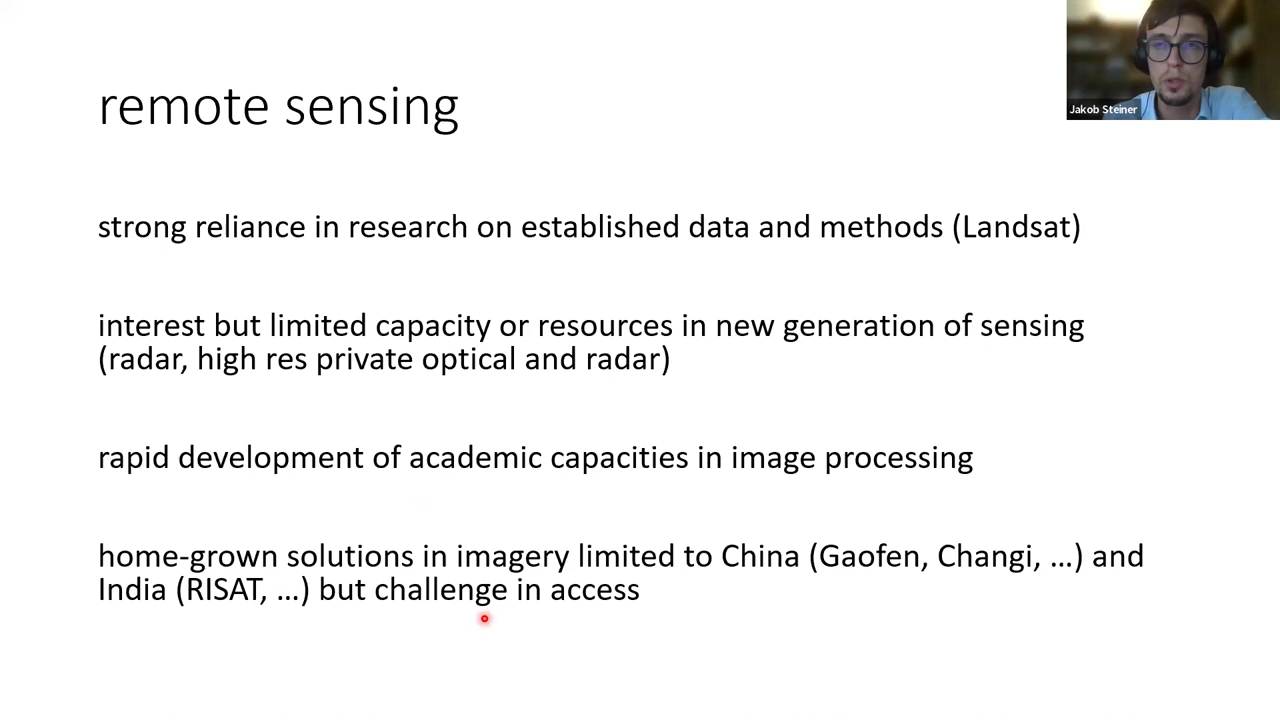 remote sensing
Jakob Steiner
strong reliance in research on established data and methods (Landsat)
interest but limited capacity or resources in new generation of sensing
(radar, high res private optical and radar)
rapid development of academic capacities in image processing
home-grown solutions in imagery limited to China (Gaofen, Changi, …) and
India (RISAT, …) but challenge in access